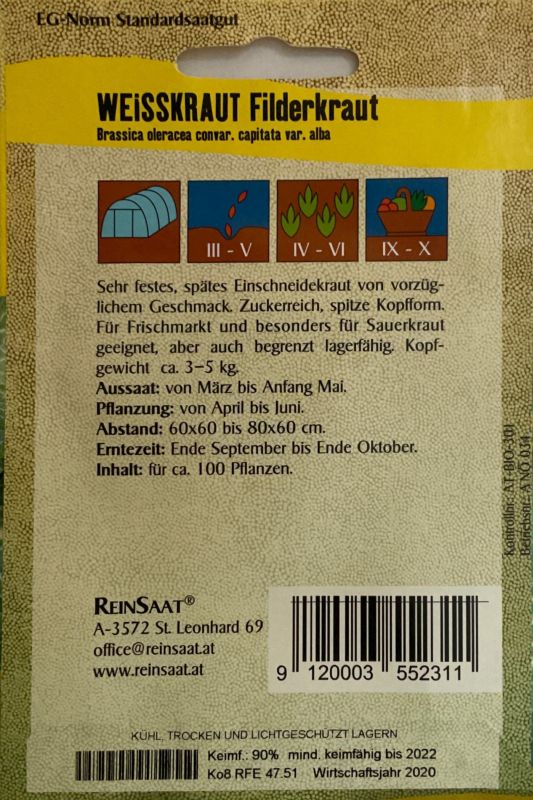 EG-Norm Standardsaatgut
WEiSSKRAUT Filderkraut
Brassica oleracea convar. capitata var. alba
III - V
IV - VI
IX - X
Sehr festes, spätes Einschneidekraut von vorzüg-
lichem Geschmack. Zuckerreich, spitze Kopfform.
Für Frischmarkt und besonders für Sauerkraut
geeignet, aber auch begrenzt lagerfähig. Kopf-
gewicht ca. 3–5 kg.
Aussaat: von März bis Anfang Mai.
Pflanzung: von April bis Juni.
Abstand: 60x60 bis 80x60 cm.
Erntezeit: Ende September bis Ende Oktober.
Inhalt: für ca. 100 Pflanzen.
Kontrollnr.: AT-BIO-301
Betriebsnr.: A NÖ 034
REINSAAT®
A-3572 St. Leonhard 69
office@reinsaat.at
www.reinsaat.at
9 120003 552311
KÜHL, TROCKEN UND LICHTGESCHÜTZT LAGERN
Keimf.: 90% mind. keimfähig bis 2022
Ko8 RFE 47.51 Wirtschaftsjahr 2020